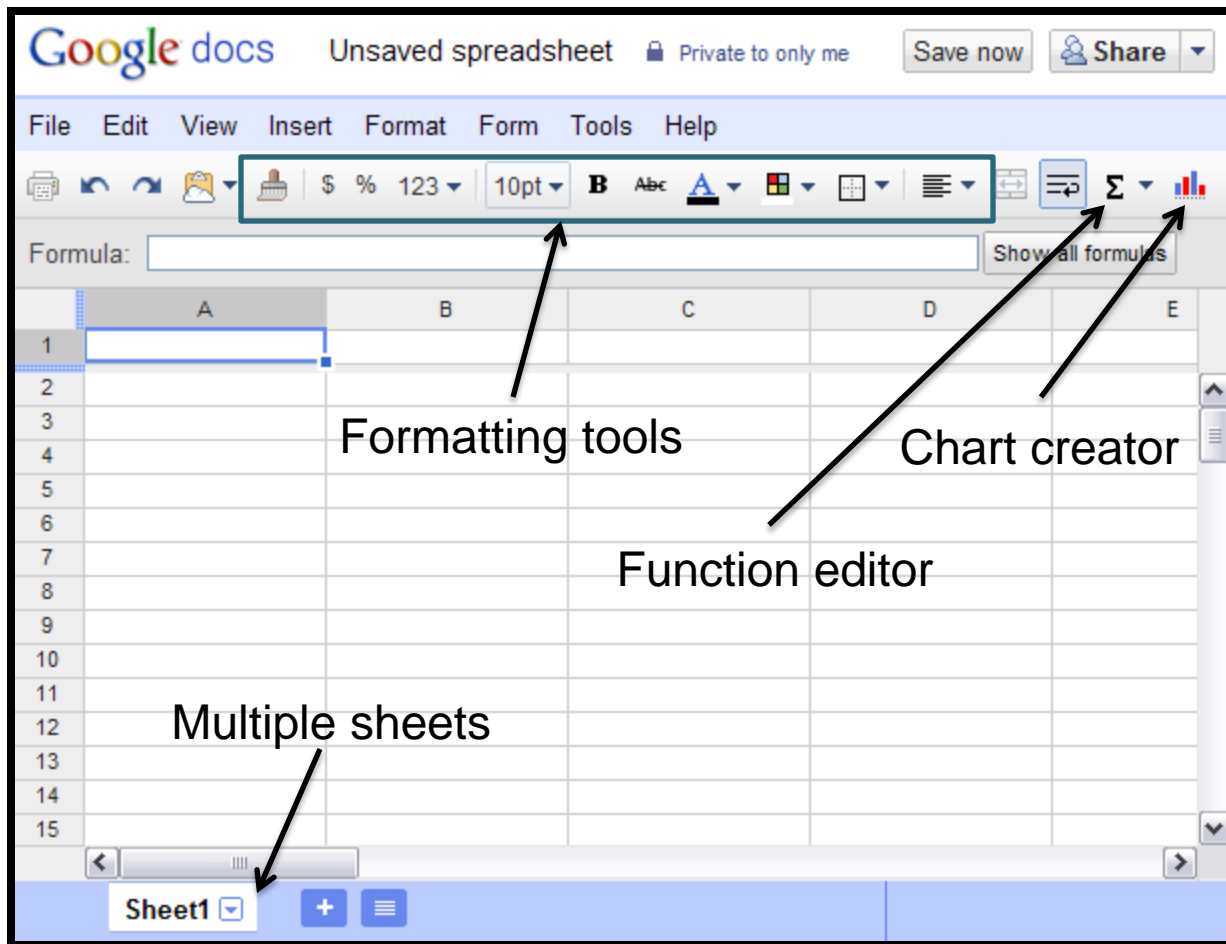 Google docs Unsaved spreadsheet Private to only me Save now Share
File Edit View Insert Format Form Tools Help
$ % 123 10pt B Abc A Σ
Formula: Show all formulas
A B C D E
1
2
3
4
5
6
7
8
9
10
11
12
13
14
15
Formatting tools
Chart creator
Function editor
Multiple sheets
Sheet1 +